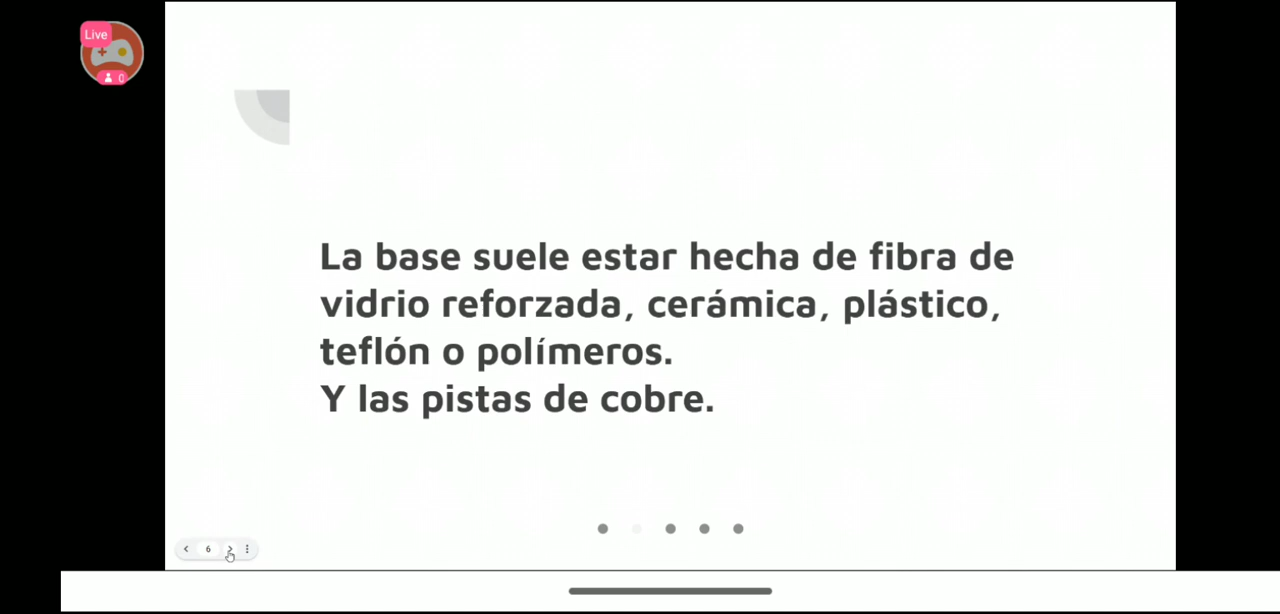 Live
0
La base suele estar hecha de fibra de
vidrio reforzada, cerámica, plástico,
teflón o polímeros.
Y las pistas de cobre.
6